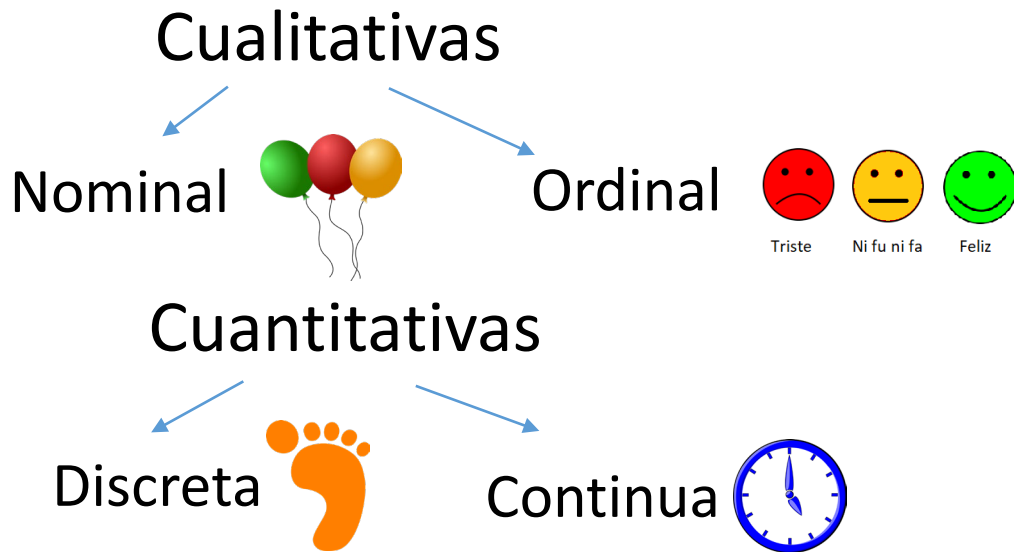 Cualitativas
Nominal
Ordinal
Triste Ni fu ni fa Feliz
Cuantitativas
Discreta
Continua